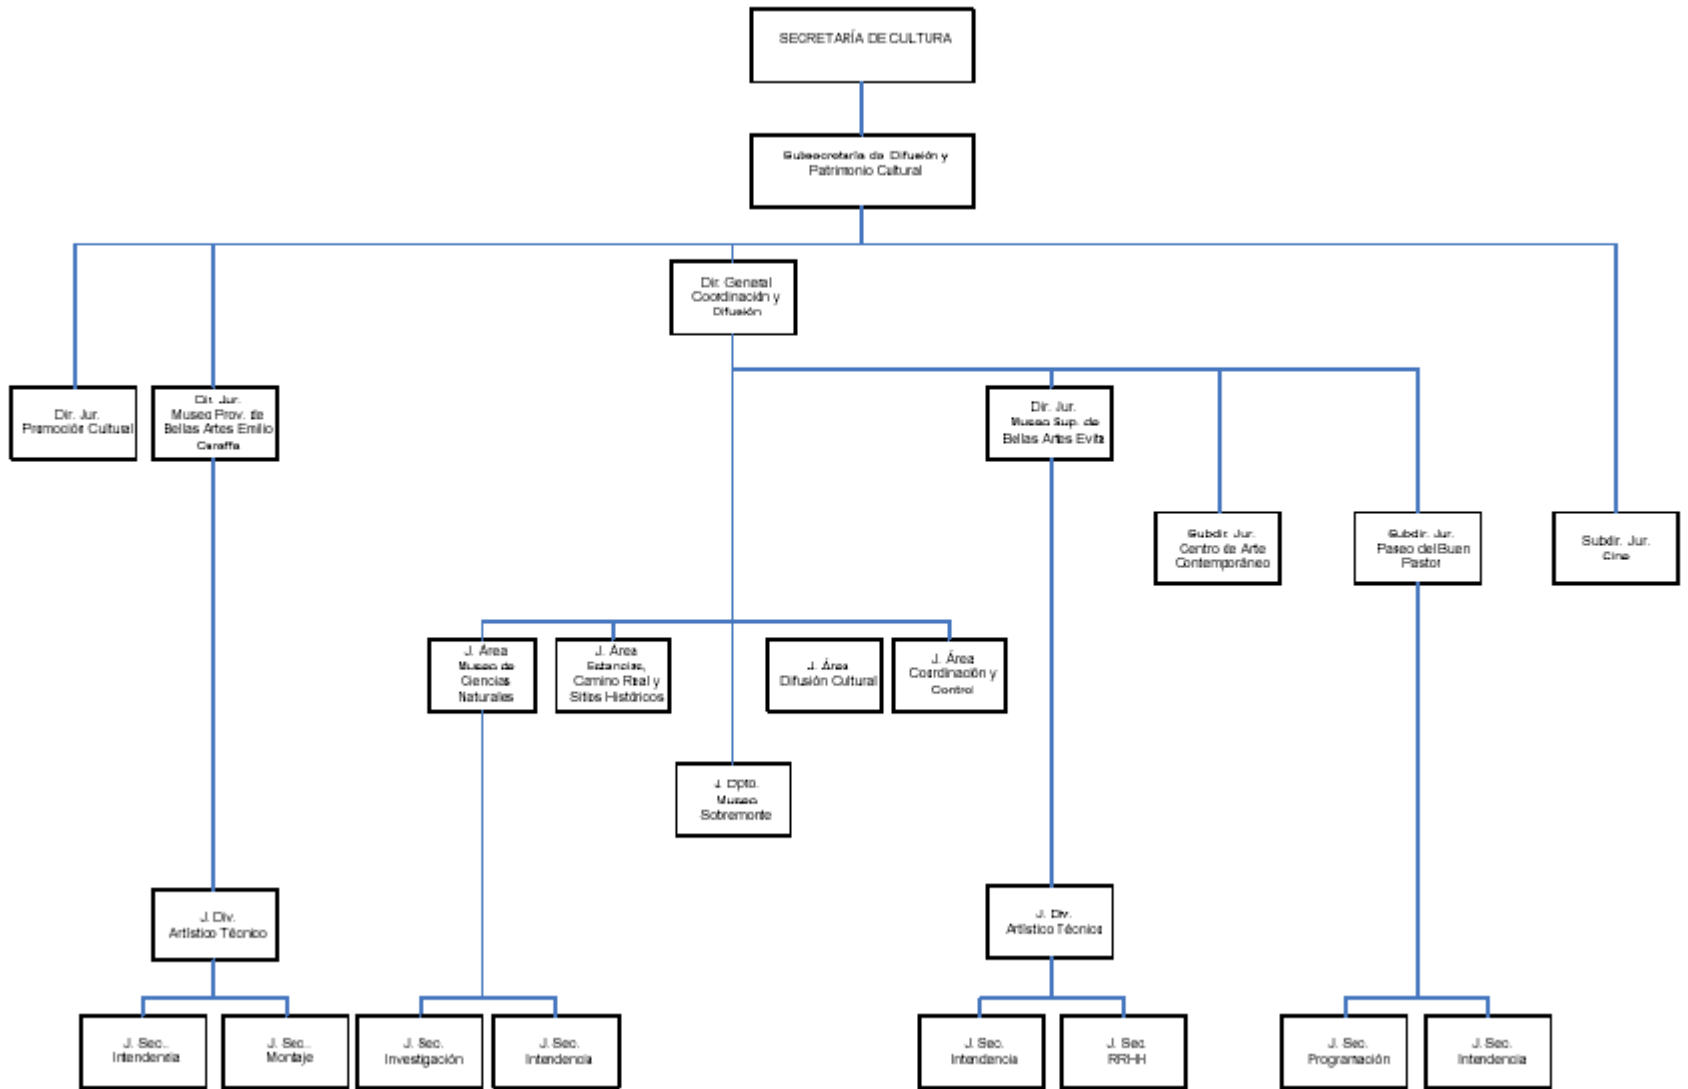 SECRETARÍA DE CULTURA
Subsecretaría de Difusión y
Patrimonio Cultural
Dir. General
Coordinación y
Difusión
Dir. Jur.
Promoción Cultural
Dir. Jur.
Museo Prov. de
Bellas Artes Emilio
Caraffa
Dir. Jur.
Museo Sup. de
Bellas Artes Evita
Subdir. Jur.
Centro de Arte
Contemporáneo
Subdir. Jur.
Paseo del Buen
Pastor
Subdir. Jur.
Cine
J. Área
Museo de
Ciencias
Naturales
J. Área
Estancias,
Camino Real y
Sitios Históricos
J. Área
Difusión Cultural
J. Área
Coordinación y
Control
J. Dpto.
Museo
Sobremonte
J. Div.
Artístico Técnico
J. Div.
Artístico Técnica
J. Sec..
Intendencia
J. Sec..
Montaje
J. Sec.
Investigación
J. Sec.
Intendencia
J. Sec.
Intendencia
J. Sec.
RRHH
J. Sec.
Programación
J. Sec.
Intendencia